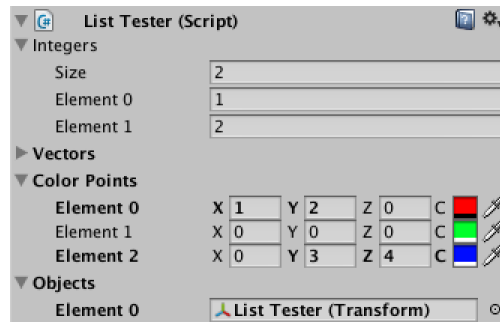 List Tester (Script)
Integers
Size 2
Element 0 1
Element 1 2
Vectors
Color Points
Element 0 X 1 Y 2 Z 0 C
Element 1 X 0 Y 0 Z 0 C
Element 2 X 0 Y 3 Z 4 C
Objects
Element 0 List Tester (Transform)